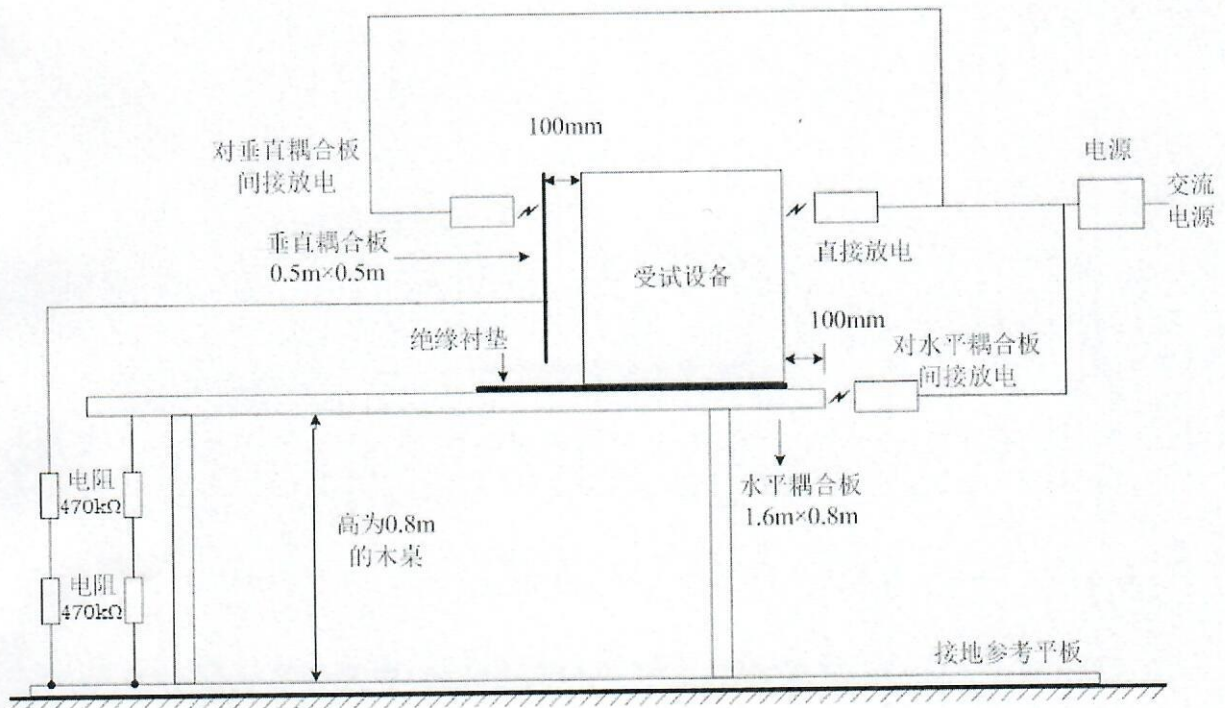 100mm
对垂直耦合板
间接放电
电源
交流
电源
垂直耦合板
0.5m×0.5m
受试设备
直接放电
100mm
绝缘衬垫
对水平耦合板
间接放电
电阻
470kΩ
水平耦合板
1.6m×0.8m
高为0.8m
的木桌
电阻
470kΩ
接地参考平板